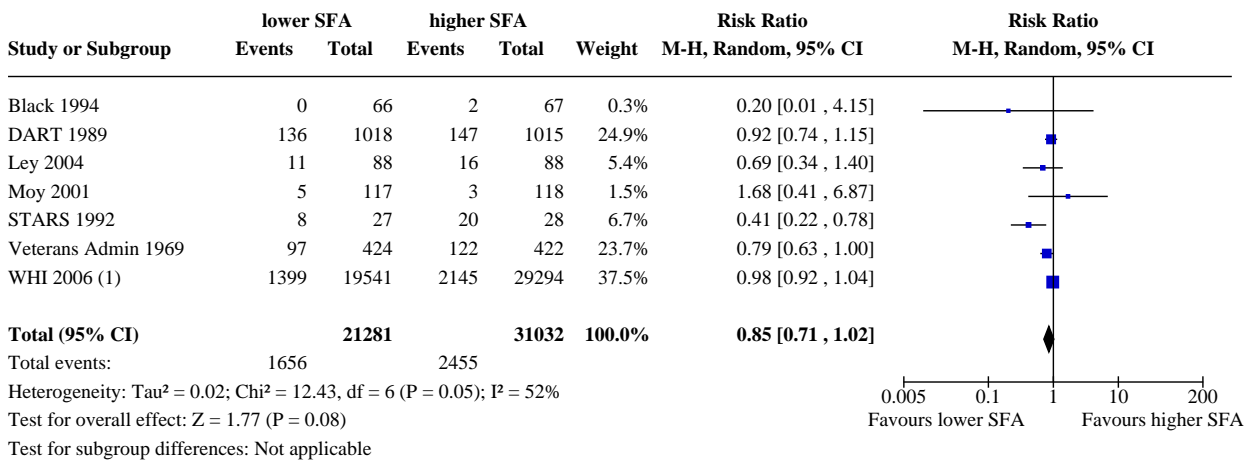 lower SFA higher SFA Risk Ratio Risk Ratio
Study or Subgroup Events Total Events Total Weight M-H, Random, 95% CI M-H, Random, 95% CI
Black 1994 0 66 2 67 0.3% 0.20 [0.01 , 4.15]
DART 1989 136 1018 147 1015 24.9% 0.92 [0.74 , 1.15]
Ley 2004 11 88 16 88 5.4% 0.69 [0.34 , 1.40]
Moy 2001 5 117 3 118 1.5% 1.68 [0.41 , 6.87]
STARS 1992 8 27 20 28 6.7% 0.41 [0.22 , 0.78]
Veterans Admin 1969 97 424 122 422 23.7% 0.79 [0.63 , 1.00]
WHI 2006 (1) 1399 19541 2145 29294 37.5% 0.98 [0.92 , 1.04]
Total (95% CI) 21281 31032 100.0% 0.85 [0.71 , 1.02]
Total events: 1656 2455
Heterogeneity: Tau² = 0.02; Chi² = 12.43, df = 6 (P = 0.05); I² = 52%
0.005 0.1 1 10 200
Test for overall effect: Z = 1.77 (P = 0.08) Favours lower SFA Favours higher SFA
Test for subgroup differences: Not applicable